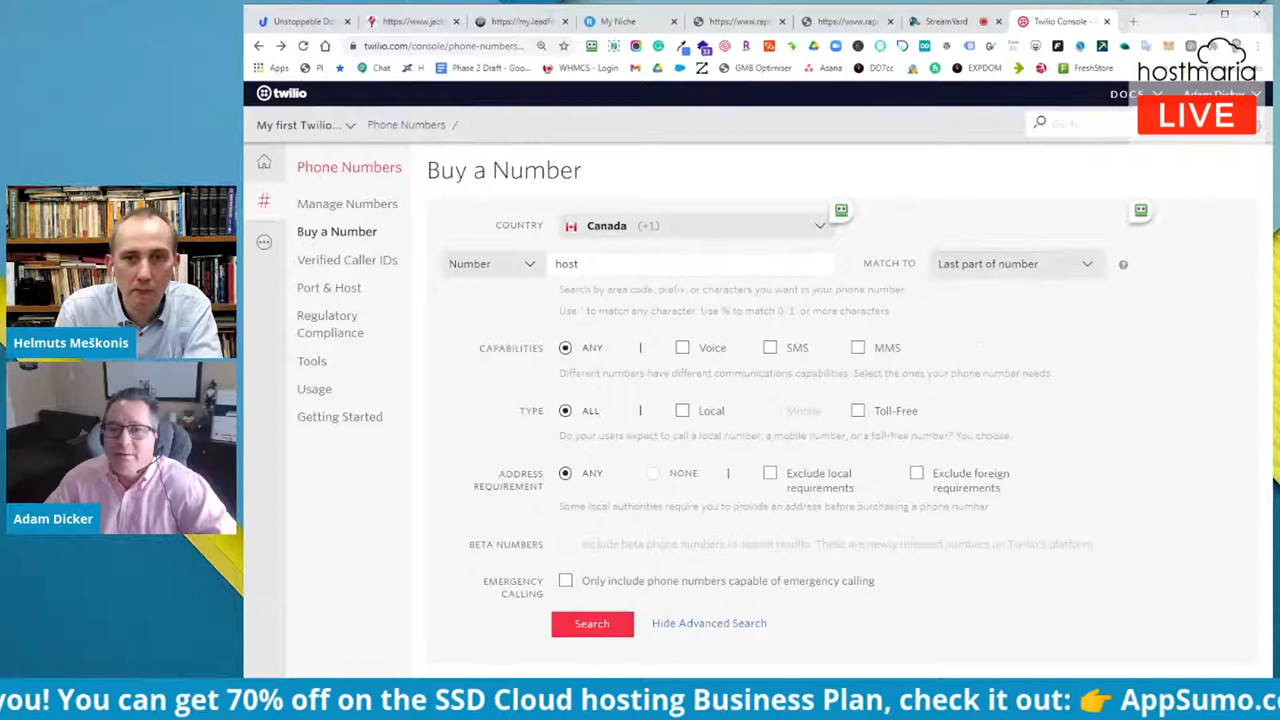 Unstoppable Do
https://www.jack
https://my.leadF
My Niche
https://www.rap
https://www.rap
StreamYard
Twilio Console -
twilio.com/console/phone-numbers...
Apps
PI
Chat
H
Phase 2 Draft - Goo...
WHMCS - Login
GMB Optimiser
Asana
DD7cc
EXPDOM
FreshStore
hostmaria
LIVE
twilio
DOCS
Adam Dicker
My first Twilio...
Phone Numbers /
Go to
Phone Numbers
Manage Numbers
Buy a Number
Verified Caller IDs
Port & Host
Regulatory
Compliance
Tools
Usage
Getting Started
Buy a Number
COUNTRY Canada (+1)
Number host MATCH TO Last part of number
Search by area code, prefix, or characters you want in your phone number.
Use * to match any character. Use % to match 0, 1 or more characters
CAPABILITIES ANY | Voice SMS MMS
Different numbers have different communications capabilities. Select the ones your phone number needs.
TYPE ALL | Local Mobile Toll-Free
Do your users expect to call a local number, a mobile number, or a toll-free number? You choose.
ADDRESS REQUIREMENT ANY NONE | Exclude local requirements Exclude foreign requirements
Some local authorities require you to provide an address before purchasing a phone number
BETA NUMBERS Include beta phone numbers in search results. These are newly released numbers on Twilio's platform
EMERGENCY CALLING Only include phone numbers capable of emergency calling
Search Hide Advanced Search
Helmuts Meškonis
Adam Dicker
you! You can get 70% off on the SSD Cloud hosting Business Plan, check it out: 👉 AppSumo.c